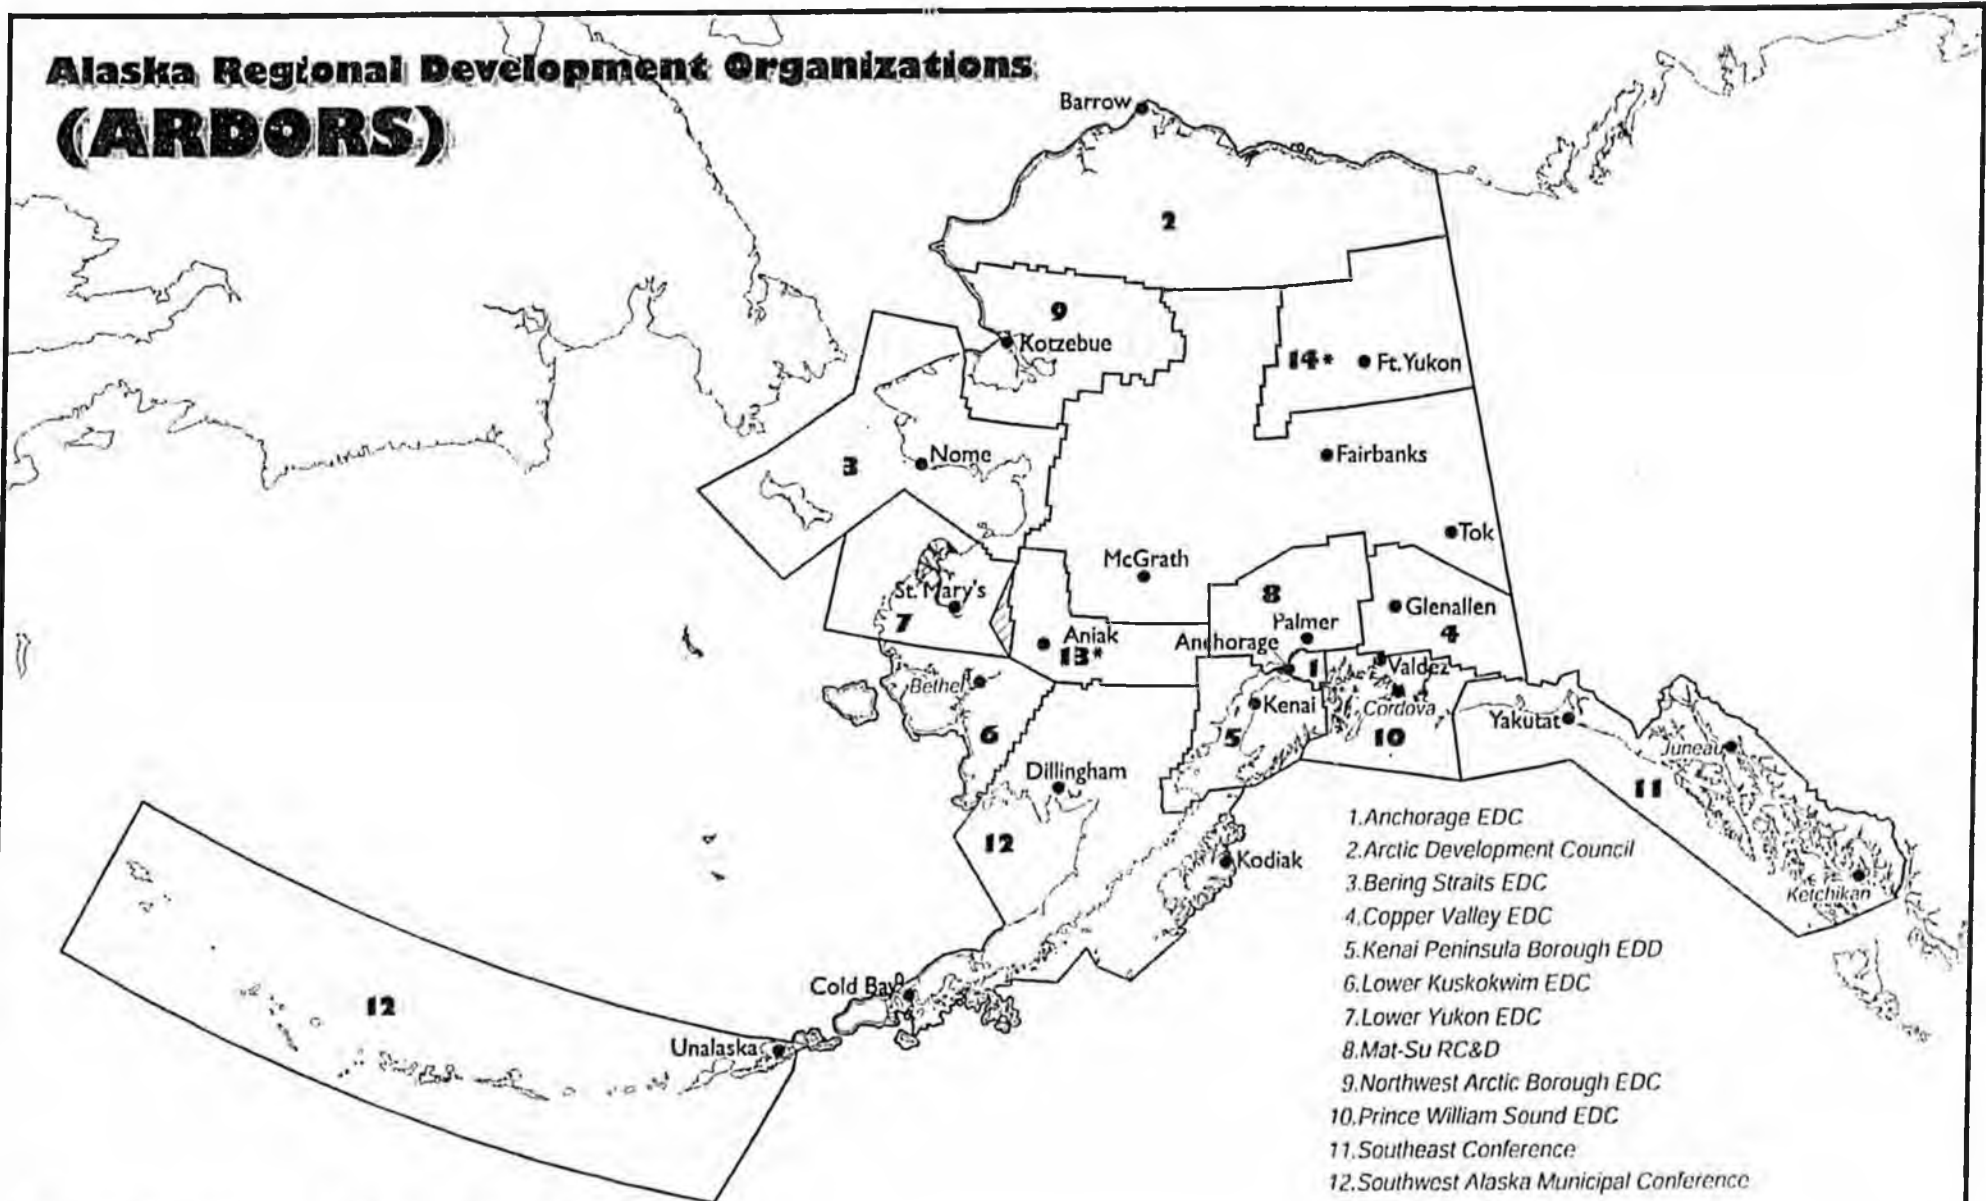 Alaska Regional Development Organizations
(ARDORS)
Barrow
2
9
Kotzebue
14*
Ft. Yukon
Fairbanks
3
Nome
Tok
McGrath
St. Mary's
7
8
Palmer
Glenallen
4
Aniak
13*
Anchorage
1
Valdez
Bethel
Kenai
Cordova
Yakutat
6
5
10
Juneau
Dillingham
11
12
Kodiak
Ketchikan
Cold Bay
12
Unalaska
1.Anchorage EDC
2.Arctic Development Council
3.Bering Straits EDC
4.Copper Valley EDC
5.Kenai Peninsula Borough EDD
6.Lower Kuskokwim EDC
7.Lower Yukon EDC
8.Mat-Su RC&D
9.Northwest Arctic Borough EDC
10.Prince William Sound EDC
11.Southeast Conference
12.Southwest Alaska Municipal Conference